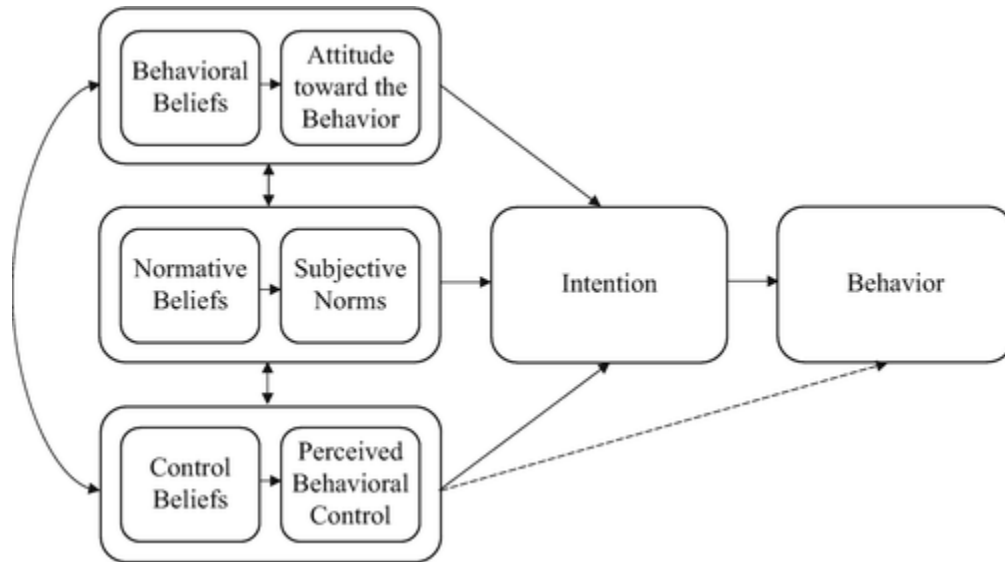 Behavioral
Beliefs
Attitude
toward the
Behavior
Normative
Beliefs
Subjective
Norms
Intention
Behavior
Control
Beliefs
Perceived
Behavioral
Control